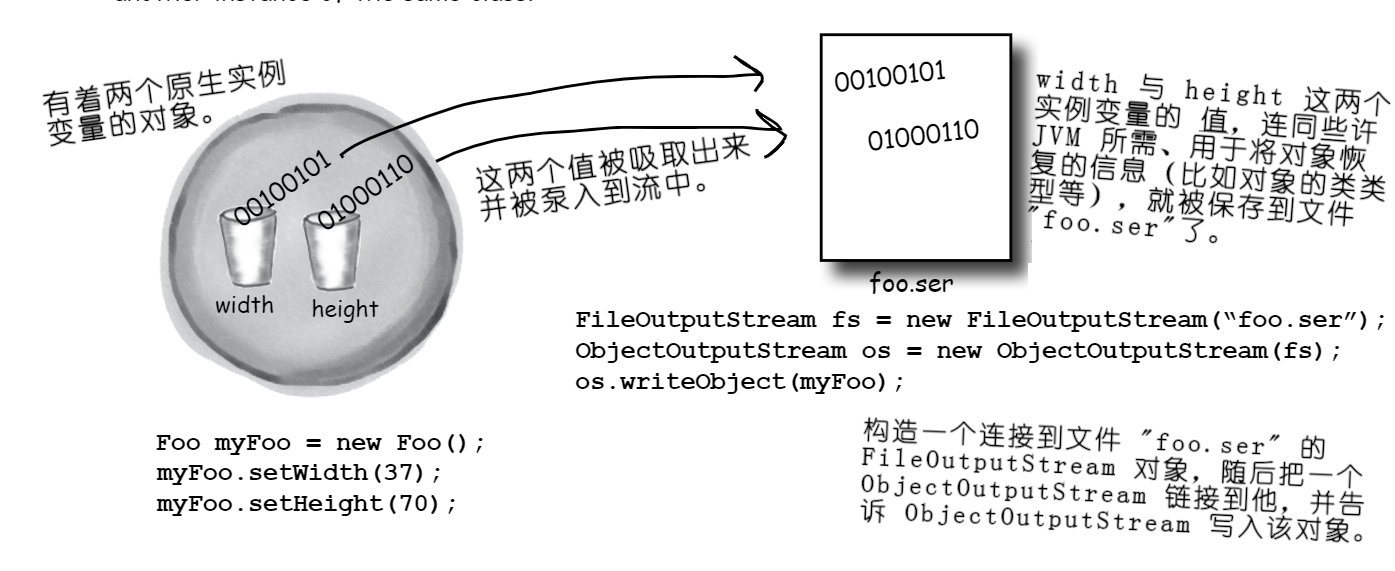 another instance of the same class.
有着两个原生实例
变量的对象。
00100101
01000110
width
height
这两个值被吸取出来
并被泵入到流中。
00100101
01000110
foo.ser
width 与 height 这两个
实例变量的 值，连同些许
JVM 所需、用于将对象恢
复的信息（比如对象的类类
型等），就被保存到文件
"foo.ser"了。
FileOutputStream fs = new FileOutputStream(“foo.ser”);
ObjectOutputStream os = new ObjectOutputStream(fs);
os.writeObject(myFoo);
Foo myFoo = new Foo();
myFoo.setWidth(37);
myFoo.setHeight(70);
构造一个连接到文件 "foo.ser" 的
FileOutputStream 对象，随后把一个
ObjectOutputStream 链接到他，并告
诉 ObjectOutputStream 写入该对象。